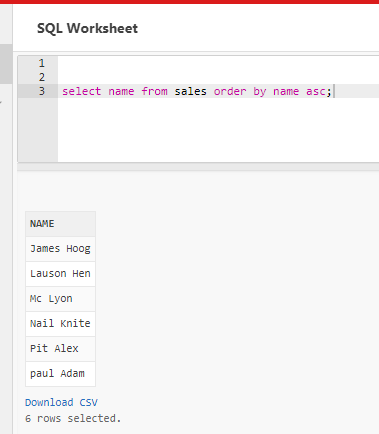 SQL Worksheet
1
2
3 select name from sales order by name asc;
NAME
James Hoog
Lauson Hen
Mc Lyon
Nail Knite
Pit Alex
paul Adam
Download CSV
6 rows selected.